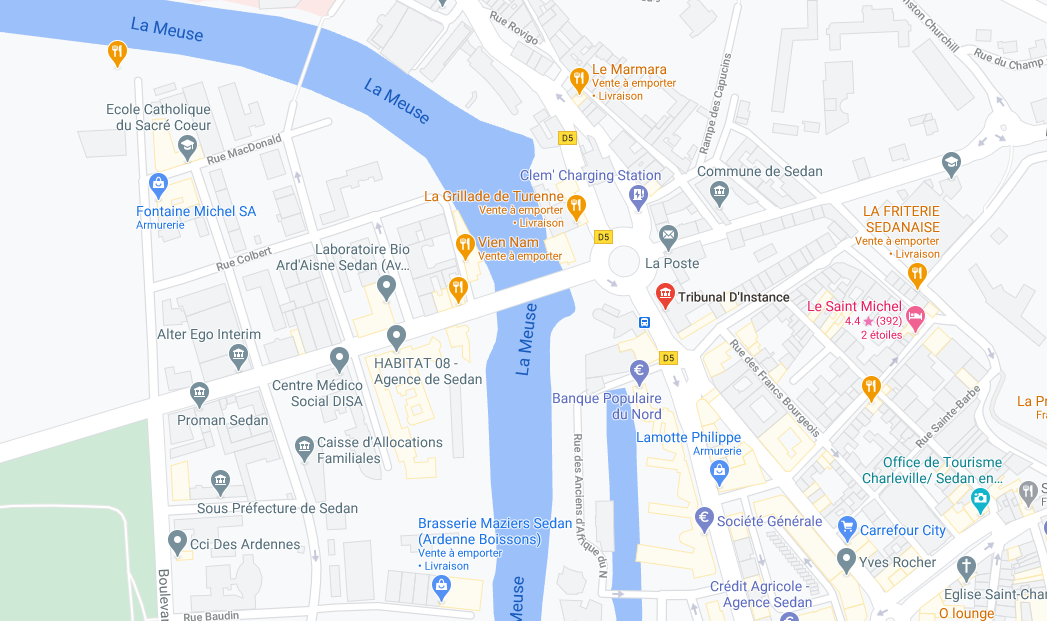 La Meuse
Rue Rovigo
Winston Churchill
Rue du Champ
La Meuse
Le Marmara
Vente à emporter
• Livraison
Rampe des Capucins
Ecole Catholique
du Sacré Coeur
D5
Rue MacDonald
Clem' Charging Station
Commune de Sedan
La Grillade de Turenne
Vente à emporter
• Livraison
Fontaine Michel SA
Armurerie
LA FRITERIE
SEDANAISE
Vente à emporter
• Livraison
D5
Vien Nam
Vente à emporter
Rue Colbert
Laboratoire Bio
Ard'Aisne Sedan (Av...
La Poste
Tribunal D'Instance
Le Saint Michel
4.4 ★ (392)
2 étoiles
La Meuse
Alter Ego Interim
D5
HABITAT 08 -
Agence de Sedan
Rue des Francs Bourgeois
Centre Médico
Social DISA
Banque Populaire
du Nord
Rue Sainte-Barbe
La Pr
Fra
Proman Sedan
Lamotte Philippe
Armurerie
Caisse d'Allocations
Familiales
Rue des Anciens d'Afrique du N
Office de Tourisme
Charleville/ Sedan en...
Sous Préfecture de Sedan
Société Générale
Carrefour City
Brasserie Maziers Sedan
(Ardenne Boissons)
Vente à emporter
• Livraison
Cci Des Ardennes
Yves Rocher
Boulevar
Meuse
Crédit Agricole -
Agence Sedan
Eglise Saint-Char
O lounge
Rue Baudin